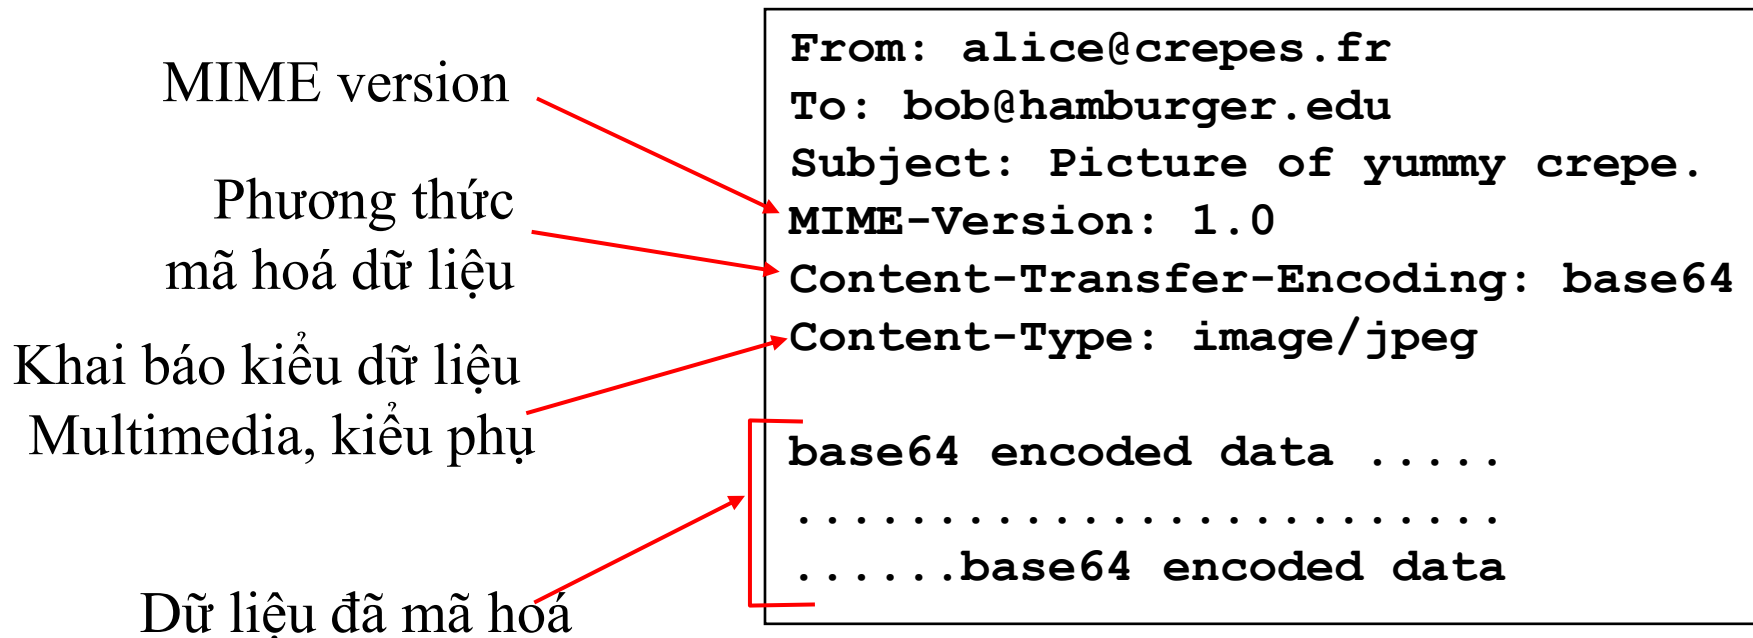 MIME version
Phương thức
mã hoá dữ liệu
Khai báo kiểu dữ liệu
Multimedia, kiểu phụ
Dữ liệu đã mã hoá
From: alice@crepes.fr
To: bob@hamburger.edu
Subject: Picture of yummy crepe.
MIME-Version: 1.0
Content-Transfer-Encoding: base64
Content-Type: image/jpeg
base64 encoded data .....
.........................
......base64 encoded data